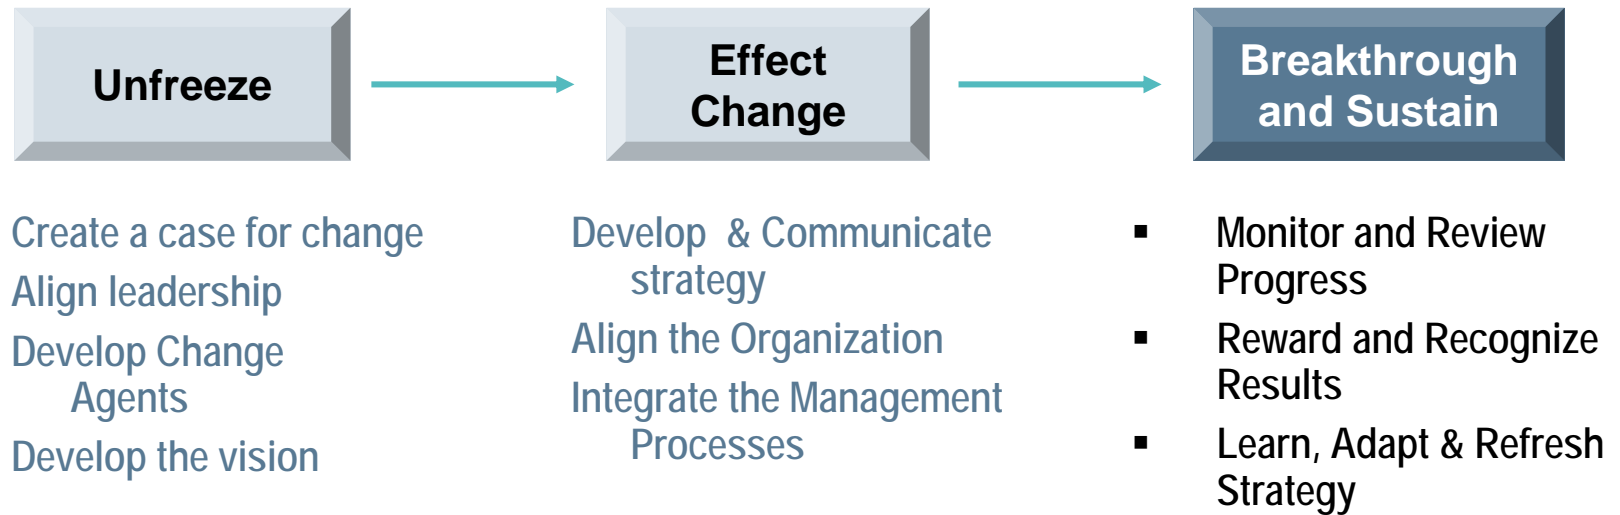 Unfreeze
Effect
Change
Breakthrough
and Sustain
Create a case for change
Align leadership
Develop Change
Agents
Develop the vision
Develop & Communicate
strategy
Align the Organization
Integrate the Management
Processes
▪ Monitor and Review
Progress
▪ Reward and Recognize
Results
▪ Learn, Adapt & Refresh
Strategy